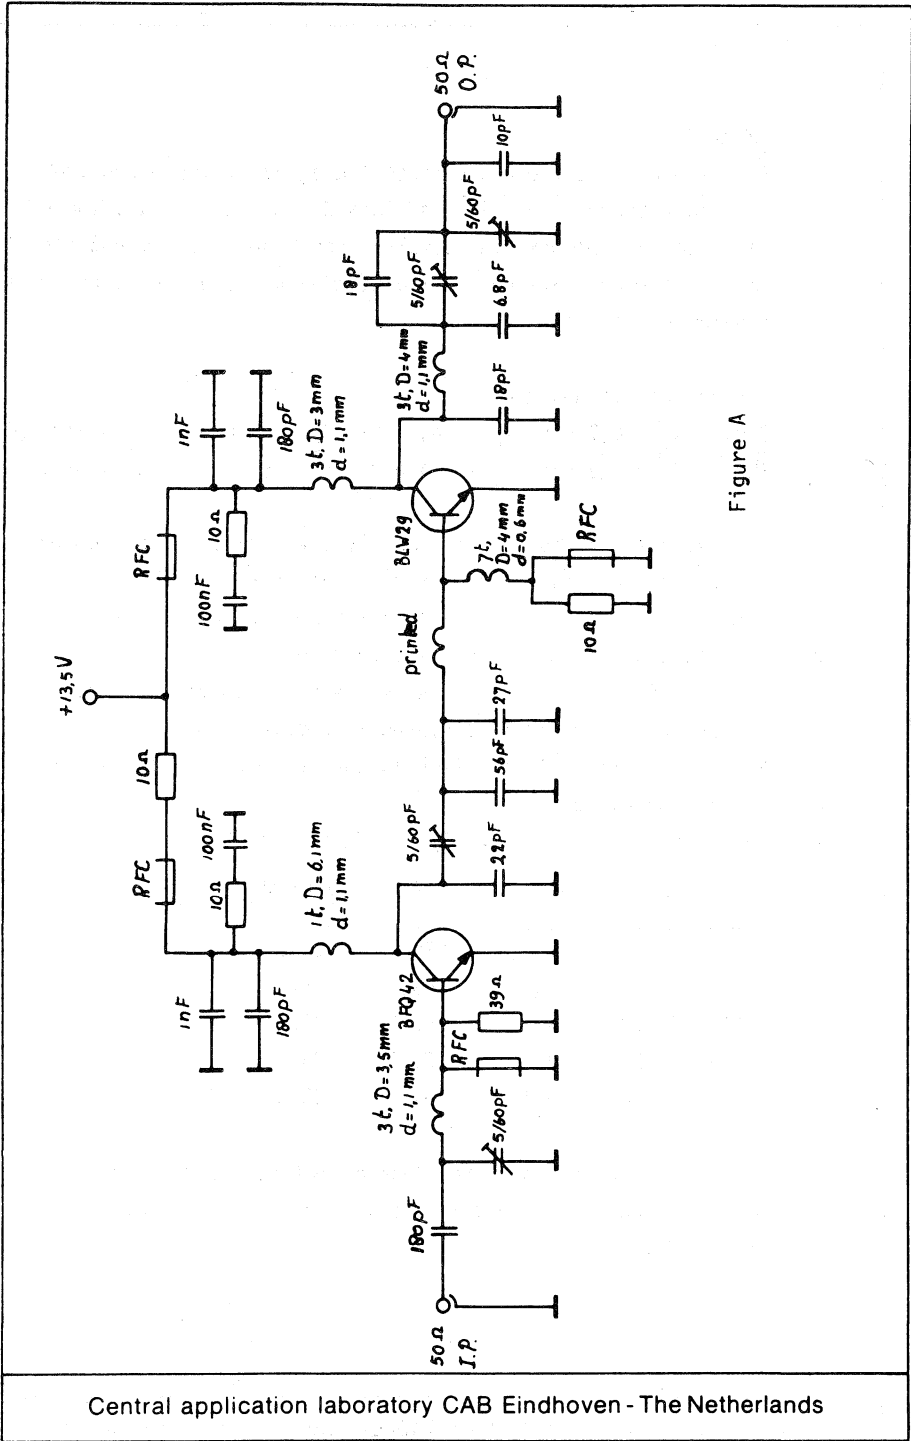 +13,5V
1nF
180pF
RFC
10Ω
100nF
10Ω
1t, D=6,1mm
d=1,1mm
RFC
10Ω
100nF
1nF
180pF
3t, D=3mm
d=1,1mm
50Ω
I.P.
180pF
5/60pF
3t, D=3,5mm
d=1,1mm
RFC
39Ω
BFQ42
22pF
5/60pF
56pF
27pF
printed
7t,
D=4mm
d=0,6mm
10Ω
RFC
BLW29
18pF
3t, D=4mm
d=1,1mm
6.8pF
18pF
5/60pF
5/60pF
10pF
50Ω
O.P.
Figure A
Central application laboratory CAB Eindhoven - The Netherlands